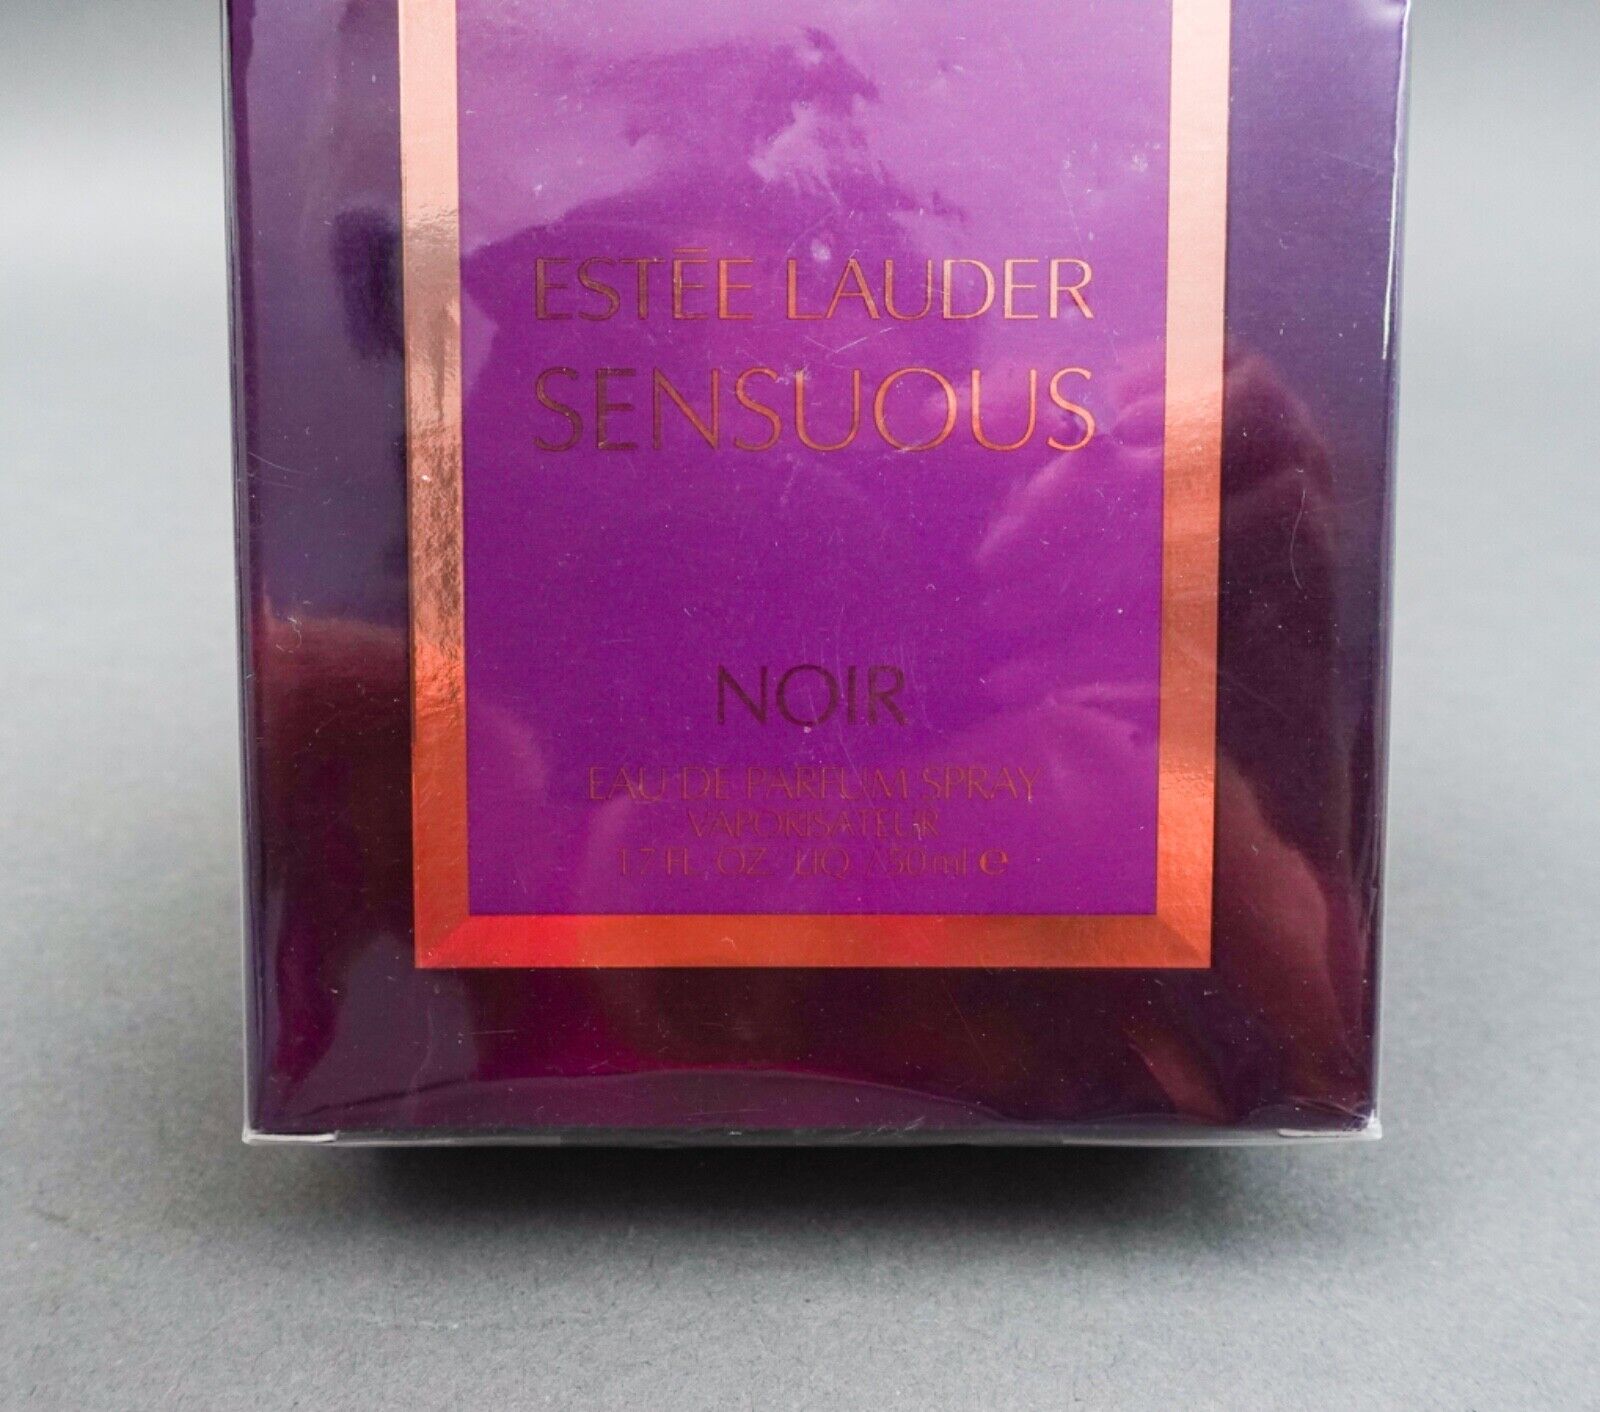 ESTĒE LAUDER
SENSUOUS
NOIR
EAU DE PARFUM SPRAY
VAPORISATEUR
1.7 FL. OZ. LIQ. / 50 ml ℮